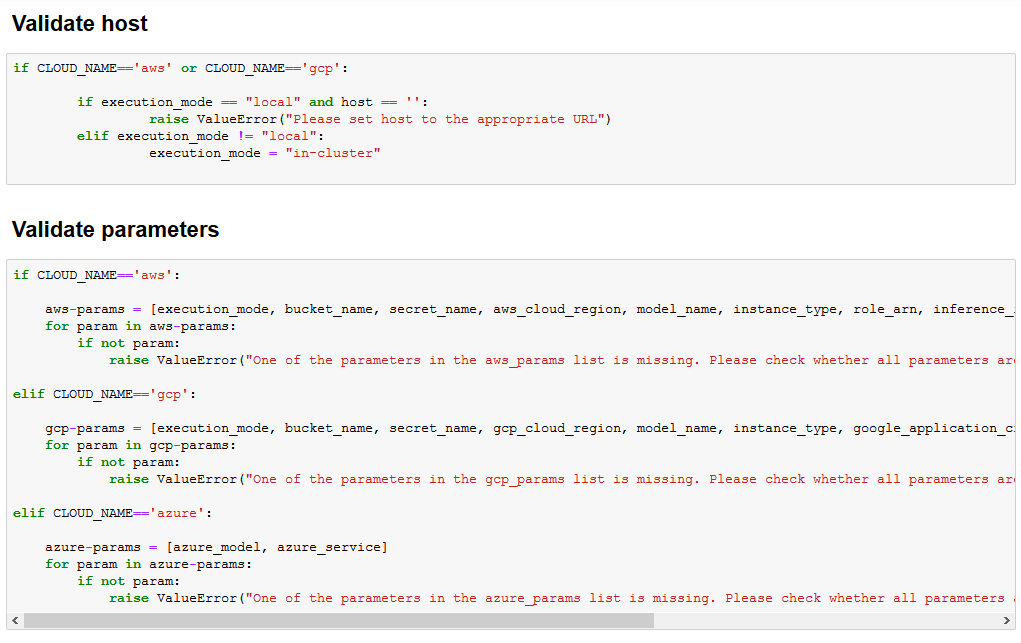 Validate host
if CLOUD_NAME=='aws' or CLOUD_NAME=='gcp':
        if execution_mode == "local" and host == '':
                 raise ValueError("Please set host to the appropriate URL")
        elif execution_mode != "local":
                 execution_mode = "in-cluster"
Validate parameters
if CLOUD_NAME=='aws':
    aws-params = [execution_mode, bucket_name, secret_name, aws_cloud_region, model_name, instance_type, role_arn, inference_
    for param in aws-params:
        if not param:
            raise ValueError("One of the parameters in the aws_params list is missing. Please check whether all parameters are
elif CLOUD_NAME=='gcp':
    gcp-params = [execution_mode, bucket_name, secret_name, gcp_cloud_region, model_name, instance_type, google_application_c
    for param in gcp-params:
        if not param:
            raise ValueError("One of the parameters in the gcp_params list is missing. Please check whether all parameters are
elif CLOUD_NAME=='azure':
    azure-params = [azure_model, azure_service]
    for param in azure-params:
        if not param:
            raise ValueError("One of the parameters in the azure_params list is missing. Please check whether all parameters